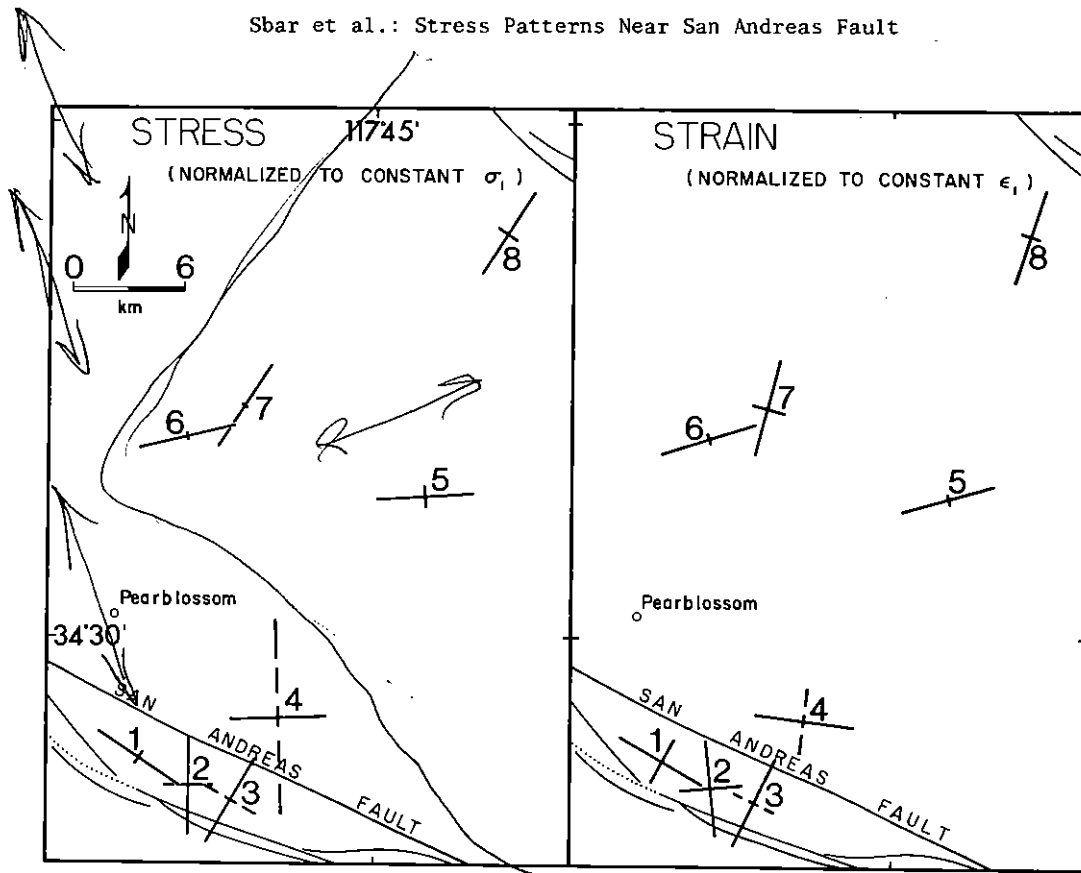 Sbar et al.: Stress Patterns Near San Andreas Fault
STRESS 117°45'
(NORMALIZED TO CONSTANT σ₁)
N
0 6
km
8
7
6
5
Pearblossom
34°30'
4
SAN ANDREAS FAULT
1
2
3
STRAIN
(NORMALIZED TO CONSTANT ϵ₁)
8
7
6
5
Pearblossom
4
SAN ANDREAS FAULT
1
2
3